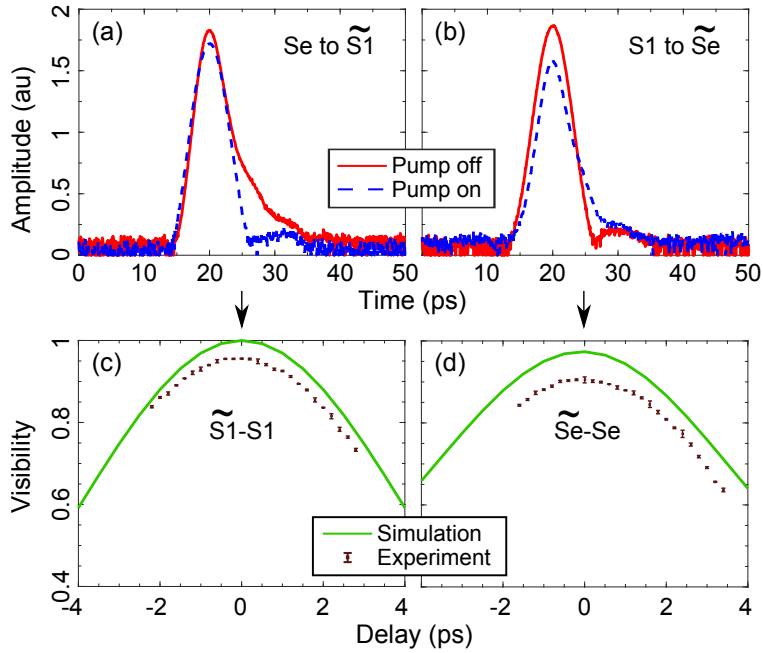 (a) Se to S̃1
(b) S1 to S̃e
Amplitude (au)
2
1.5
1
0.5
0
Pump off
Pump on
0 10 20 30 40 50
10 20 30 40 50
Time (ps)
(c)
(d)
S̃1-S1
S̃e-Se
Visibility
1
0.8
0.6
0.4
Simulation
Experiment
-4 -2 0 2 4
-2 0 2 4
Delay (ps)